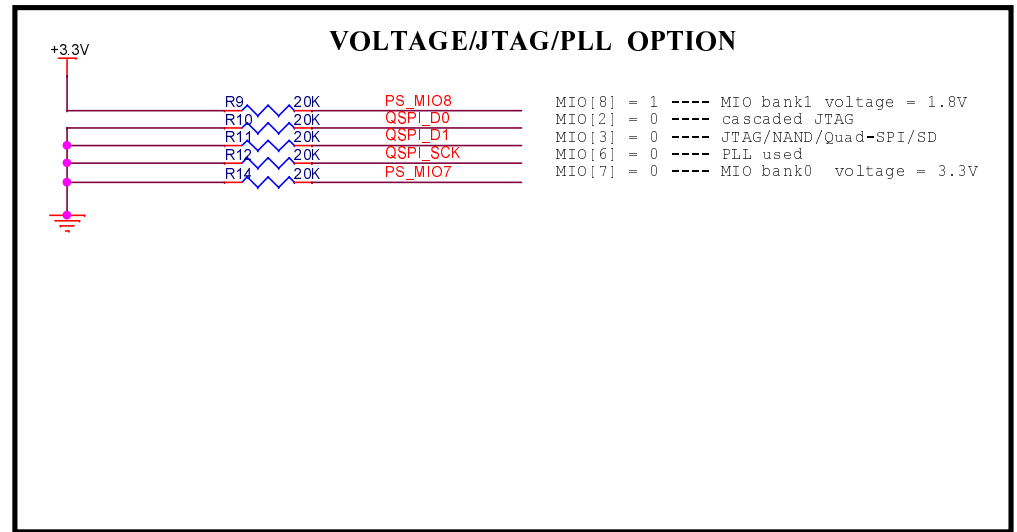 VOLTAGE/JTAG/PLL OPTION
+3.3V
R9 20K PS_MIO8 MIO[8] = 1 ---- MIO bank1 voltage = 1.8V
R10 20K QSPI_D0 MIO[2] = 0 ---- cascaded JTAG
R11 20K QSPI_D1 MIO[3] = 0 ---- JTAG/NAND/Quad-SPI/SD
R12 20K QSPI_SCK MIO[6] = 0 ---- PLL used
R14 20K PS_MIO7 MIO[7] = 0 ---- MIO bank0 voltage = 3.3V